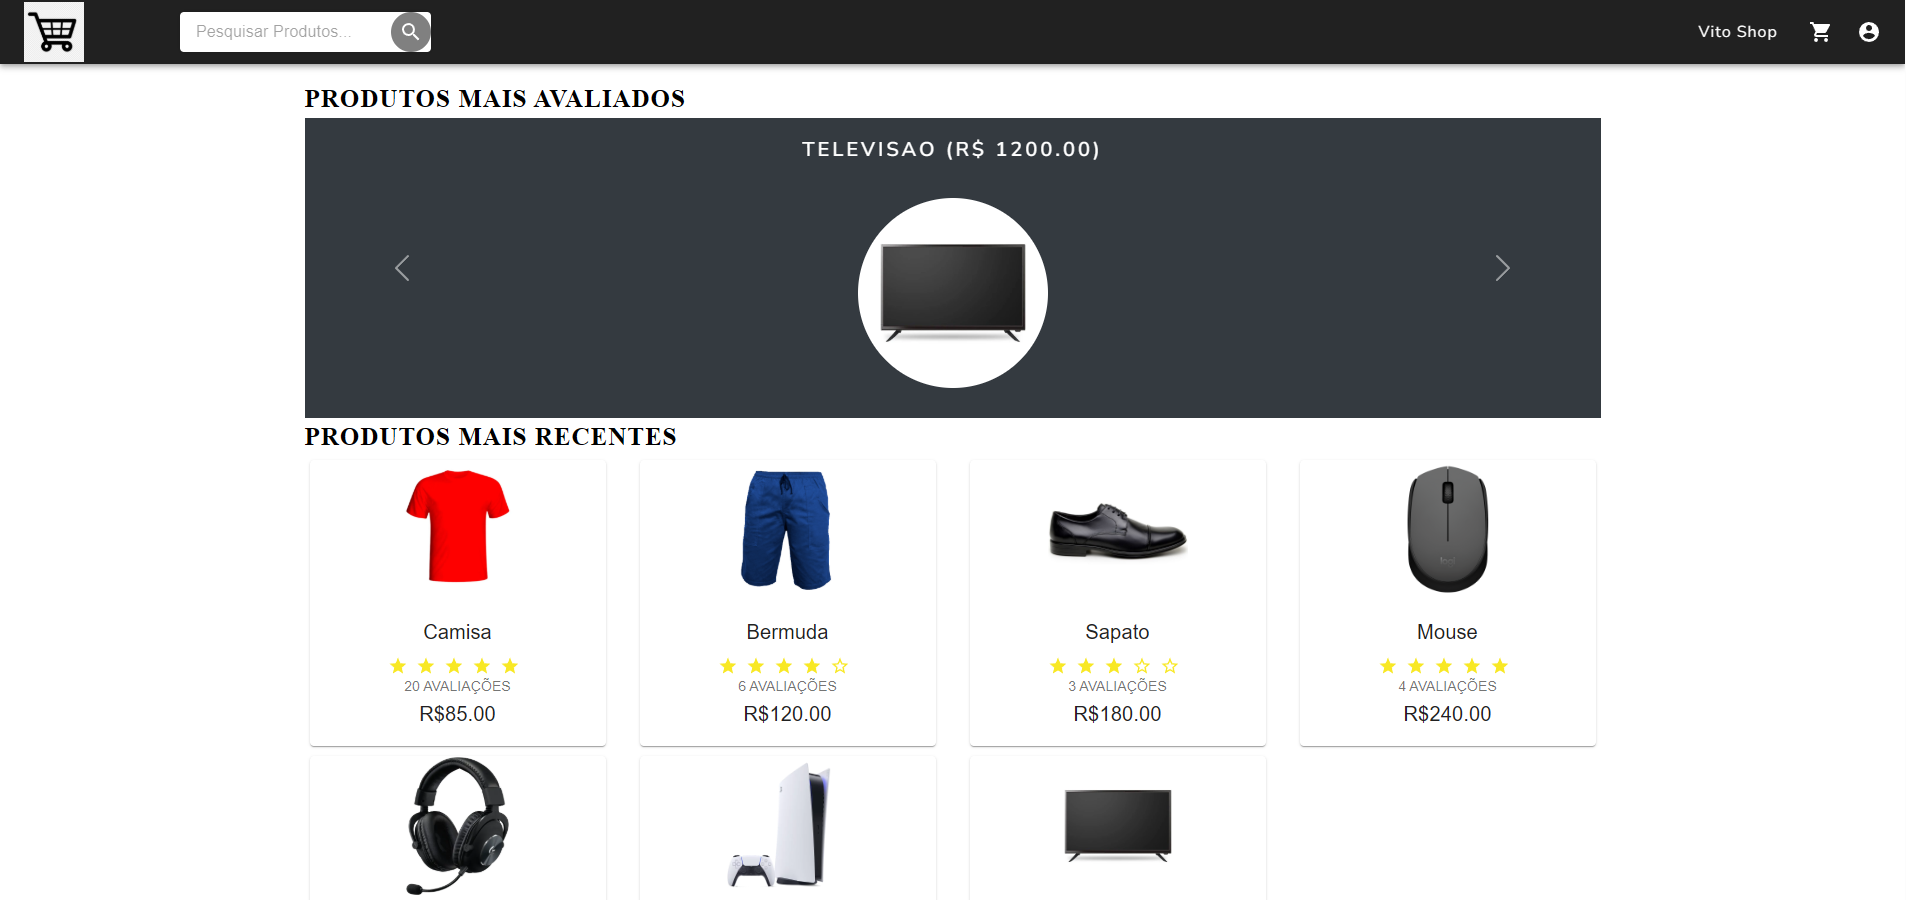 Pesquisar Produtos...
Vito Shop
PRODUTOS MAIS AVALIADOS
TELEVISAO (R$ 1200.00)
PRODUTOS MAIS RECENTES
Camisa
20 AVALIAÇÕES
R$85.00
Bermuda
6 AVALIAÇÕES
R$120.00
Sapato
3 AVALIAÇÕES
R$180.00
Mouse
4 AVALIAÇÕES
R$240.00